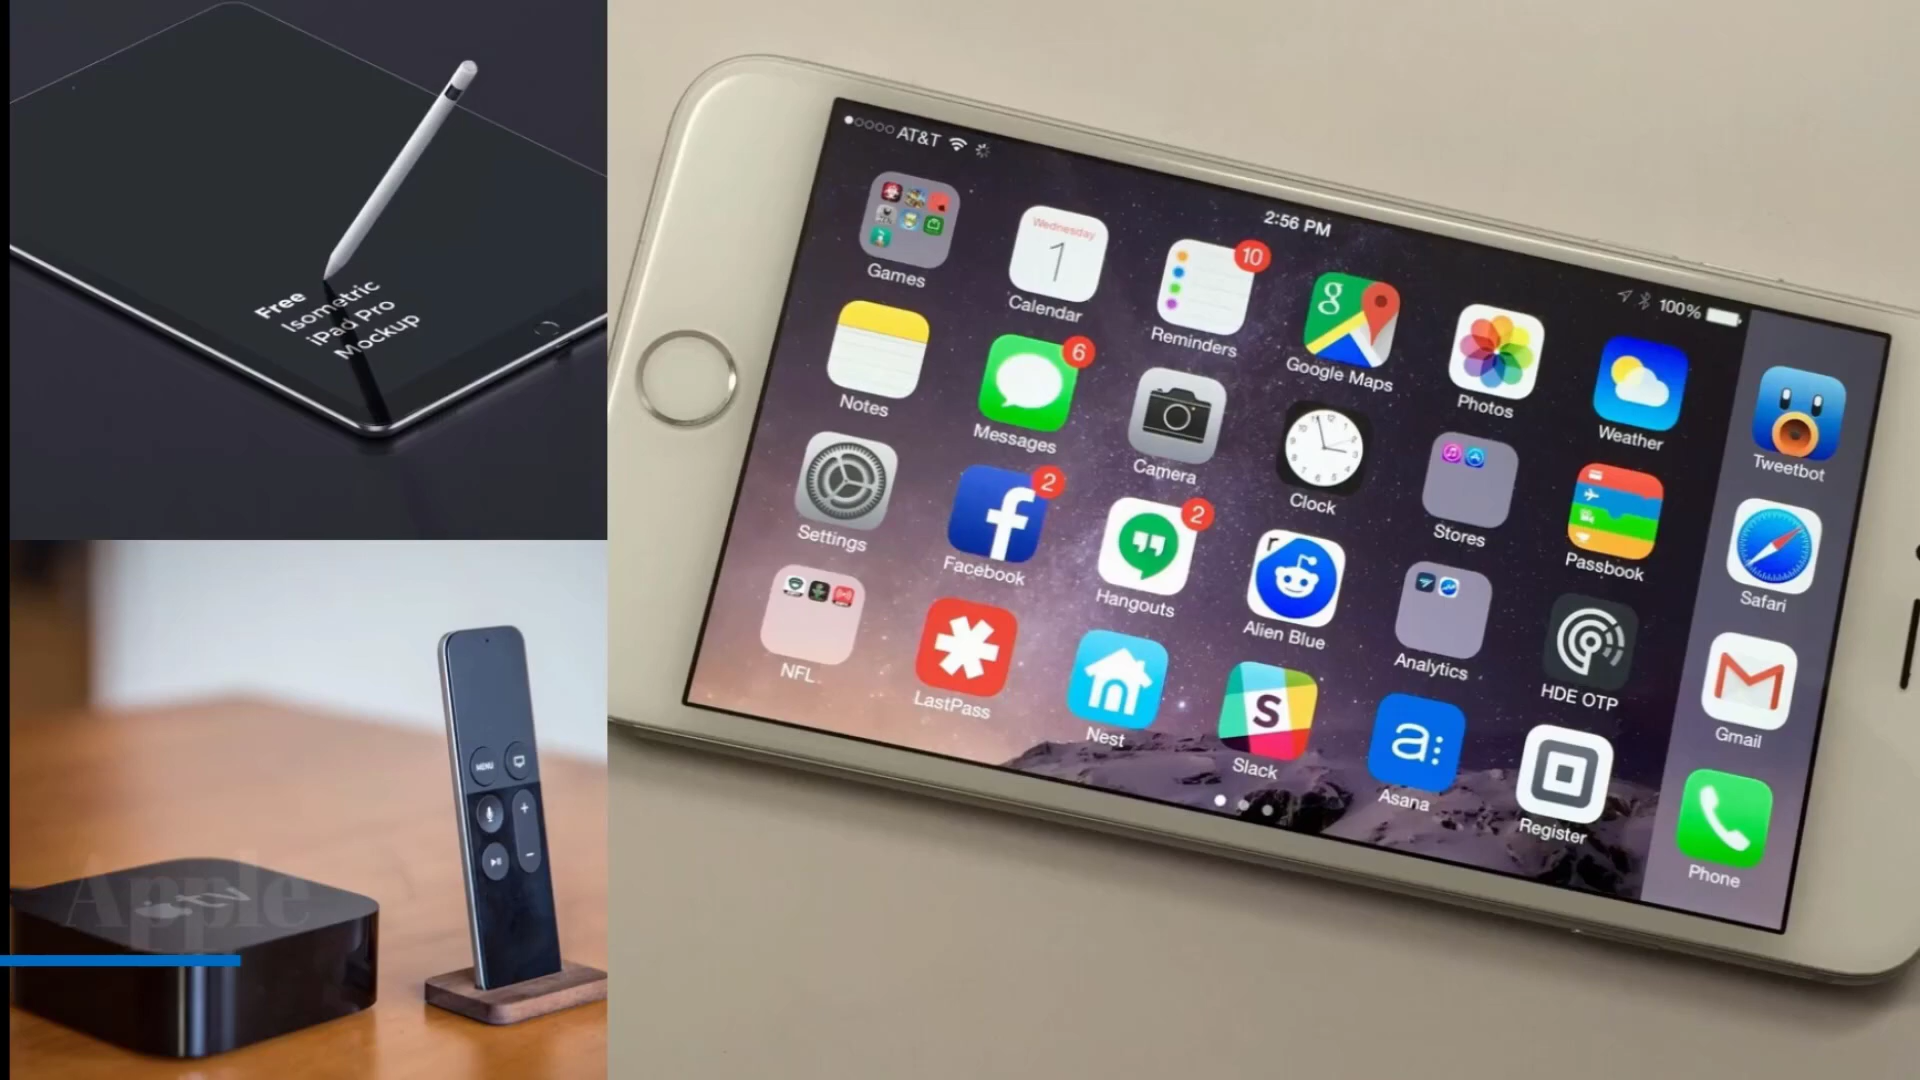 Free
Isometric
iPad Pro
Mockup
AT&T
2:56 PM
100%
Games
Wednesday
1
Calendar
10
Reminders
Google Maps
Photos
Weather
Tweetbot
Notes
6
Messages
Camera
Clock
Stores
Passbook
Safari
Settings
2
Facebook
2
Hangouts
Alien Blue
Analytics
HDE OTP
Gmail
NFL
LastPass
Nest
S
Slack
a:
Asana
Register
Phone
MENU
tv
Apple